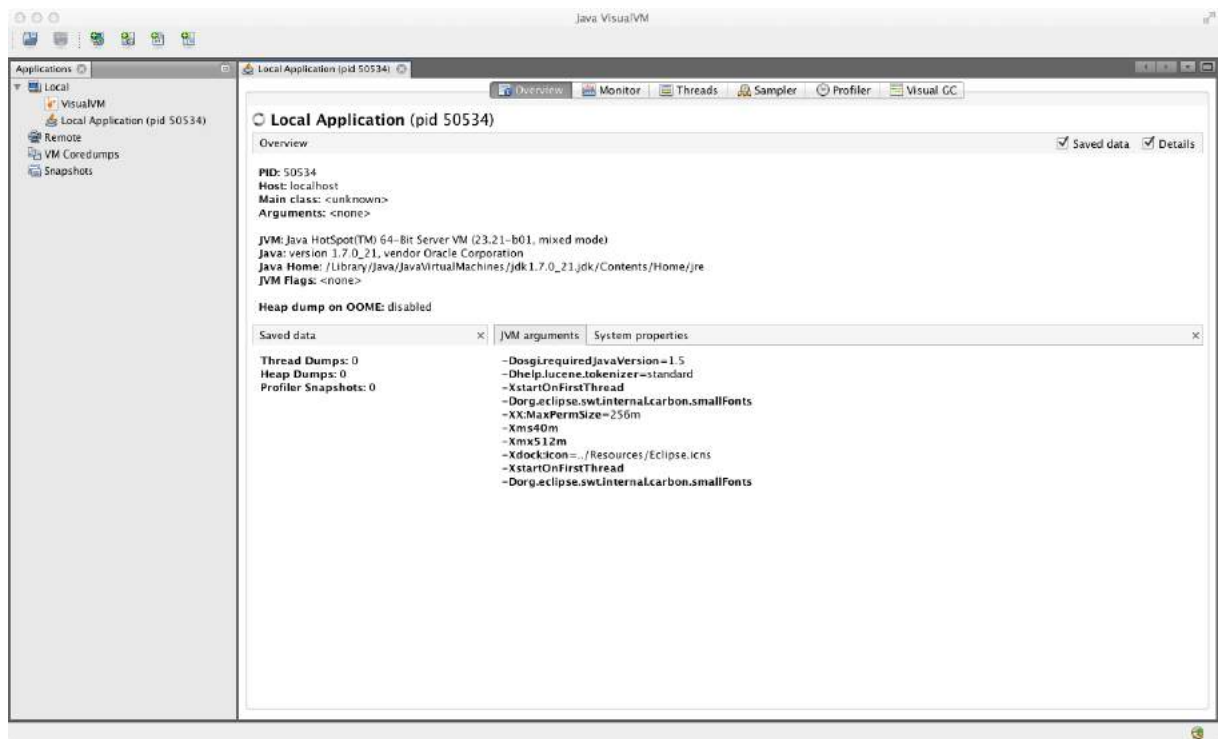 Java VisualVM
Applications
Local
VisualVM
Local Application (pid 50534)
Remote
VM Coredumps
Snapshots
Local Application (pid 50534)
Overview Monitor Threads Sampler Profiler Visual GC
Local Application (pid 50534)
Overview Saved data Details
PID: 50534
Host: localhost
Main class: <unknown>
Arguments: <none>
JVM: Java HotSpot(TM) 64-Bit Server VM (23.21-b01, mixed mode)
Java: version 1.7.0_21, vendor Oracle Corporation
Java Home: /Library/Java/JavaVirtualMachines/jdk1.7.0_21.jdk/Contents/Home/jre
JVM Flags: <none>
Heap dump on OOME: disabled
Saved data
Thread Dumps: 0
Heap Dumps: 0
Profiler Snapshots: 0
JVM arguments System properties
-Dosgi.requiredJavaVersion=1.5
-Dhelp.lucene.tokenizer=standard
-XstartOnFirstThread
-Dorg.eclipse.swt.internal.carbon.smallFonts
-XX:MaxPermSize=256m
-Xms40m
-Xmx512m
-Xdock:icon=../Resources/Eclipse.icns
-XstartOnFirstThread
-Dorg.eclipse.swt.internal.carbon.smallFonts